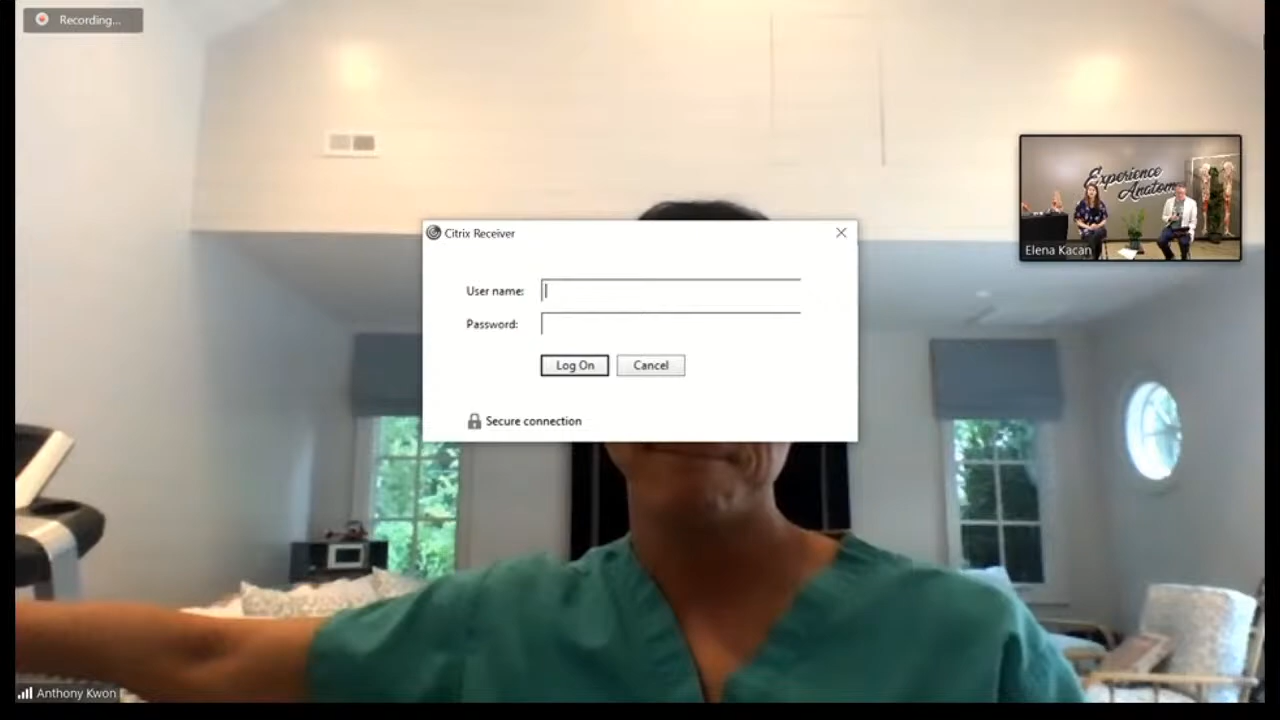 Recording...
Experience
Anatomy
Elena Kacan
Citrix Receiver
User name:
Password:
Log On
Cancel
Secure connection
Anthony Kwon